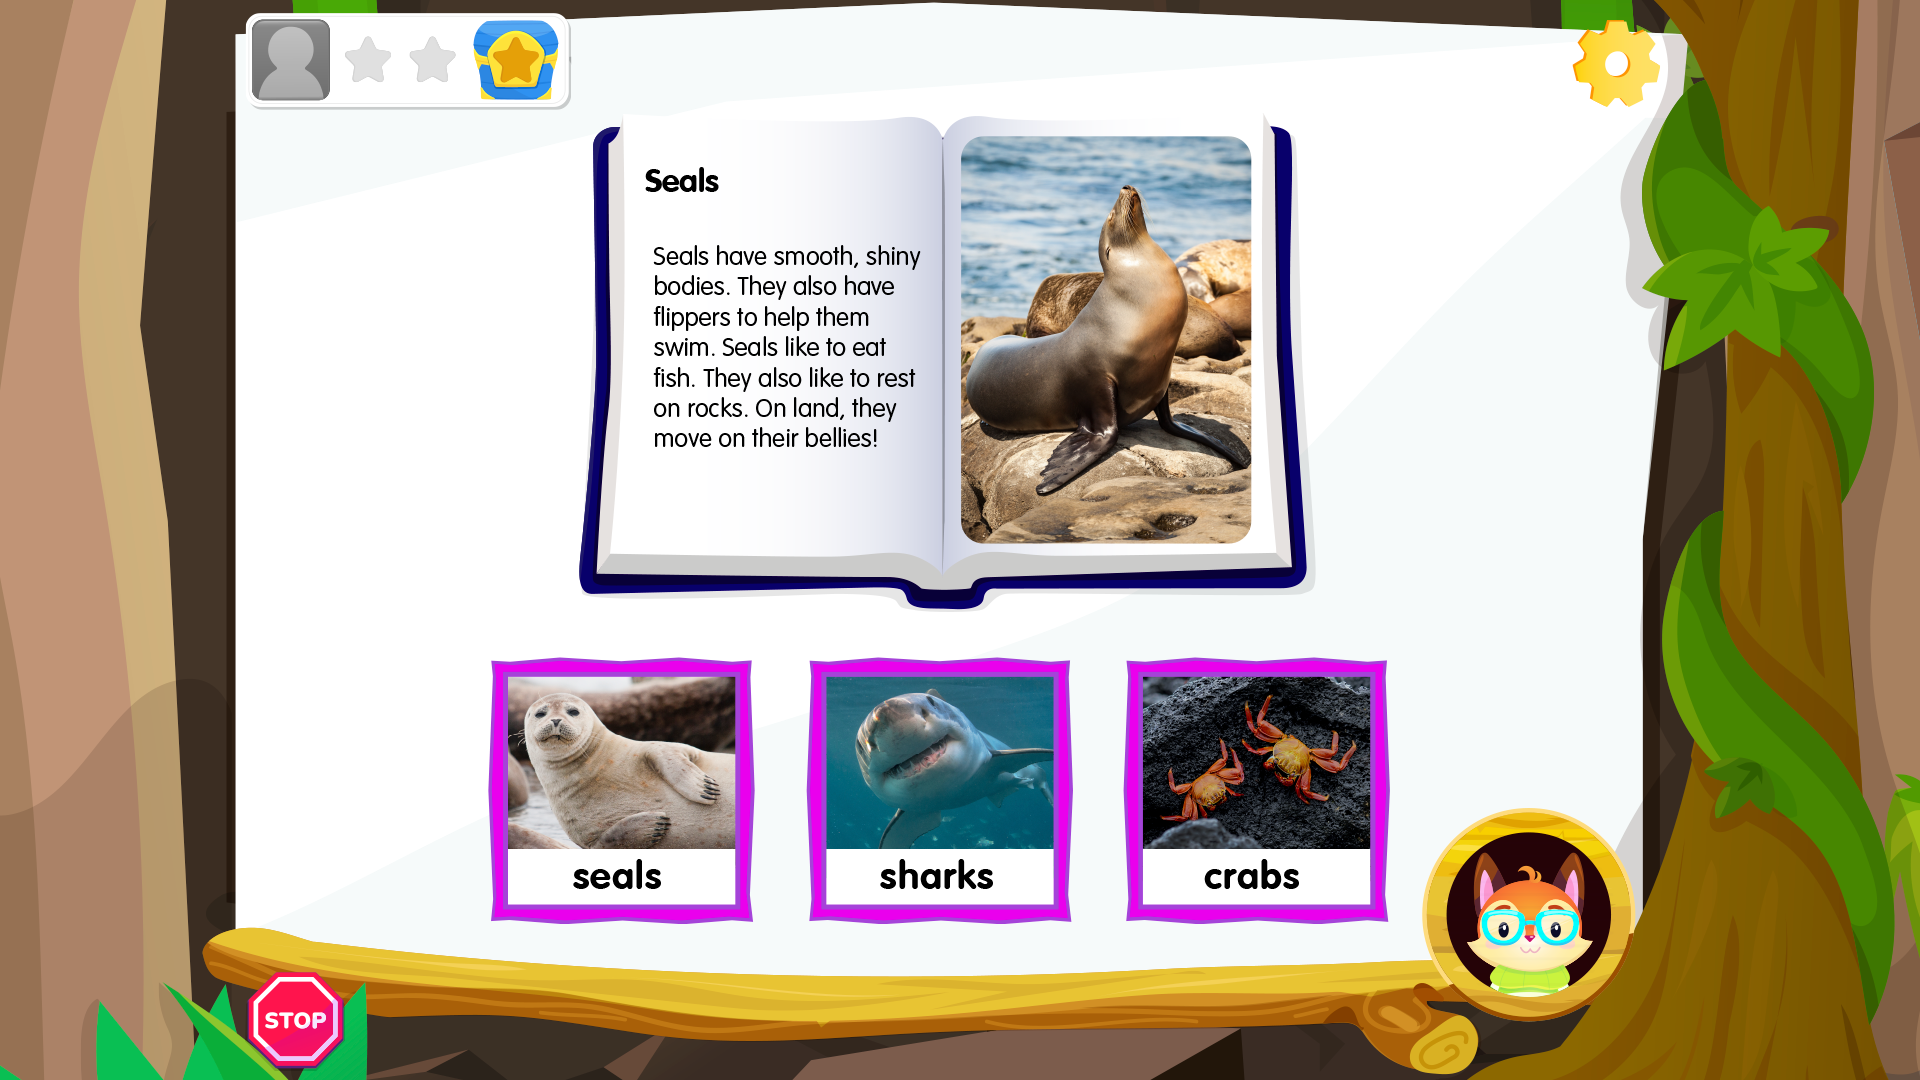 Seals
Seals have smooth, shiny
bodies. They also have
flippers to help them
swim. Seals like to eat
fish. They also like to rest
on rocks. On land, they
move on their bellies!
seals
sharks
crabs
STOP